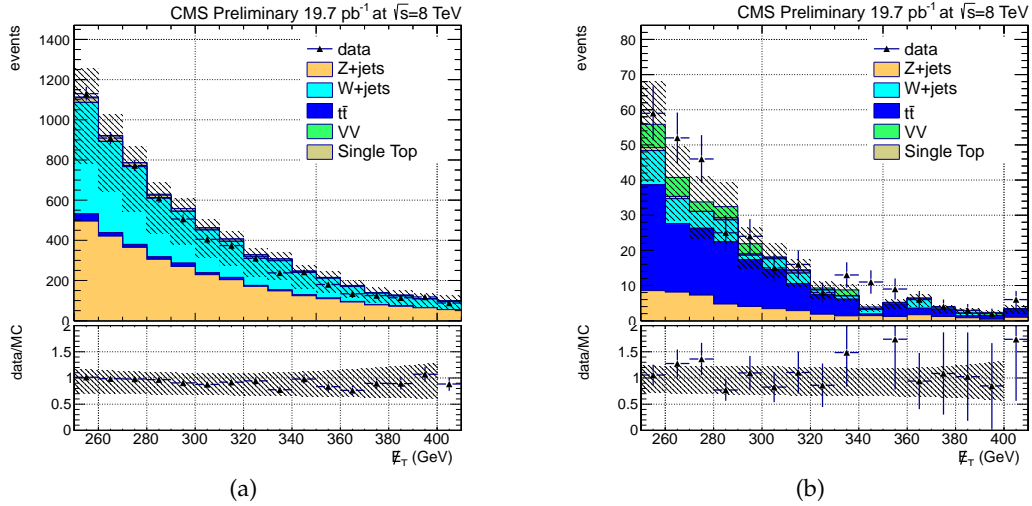 CMS Preliminary 19.7 pb⁻¹ at √s=8 TeV
events
1400
1200
1000
800
600
400
200
0
data
Z+jets
W+jets
tt̄
VV
Single Top
data/MC
2
1.5
1
0.5
0
260 280 300 320 340 360 380 400
E̸_T (GeV)
(a)
CMS Preliminary 19.7 pb⁻¹ at √s=8 TeV
events
80
70
60
50
40
30
20
10
0
data
Z+jets
W+jets
tt̄
VV
Single Top
data/MC
2
1.5
1
0.5
0
260 280 300 320 340 360 380 400
E̸_T (GeV)
(b)